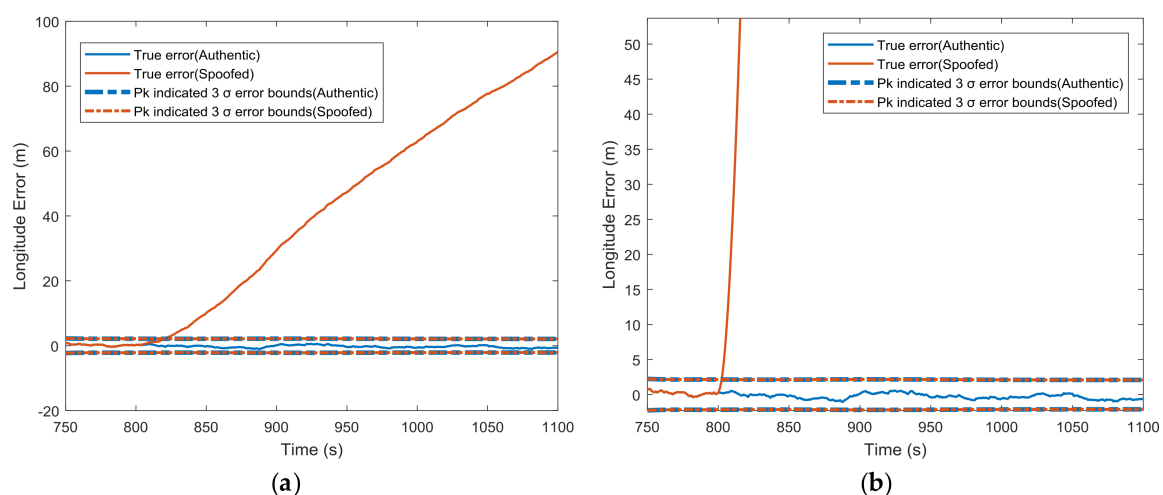 100
80
60
40
20
0
-20
750
800
850
900
950
1000
1050
1100
Longitude Error (m)
Time (s)
True error(Authentic)
True error(Spoofed)
Pk indicated 3 σ error bounds(Authentic)
Pk indicated 3 σ error bounds(Spoofed)
(a)
50
45
40
35
30
25
20
15
10
5
0
750
800
850
900
950
1000
1050
1100
Longitude Error (m)
Time (s)
True error(Authentic)
True error(Spoofed)
Pk indicated 3 σ error bounds(Authentic)
Pk indicated 3 σ error bounds(Spoofed)
(b)